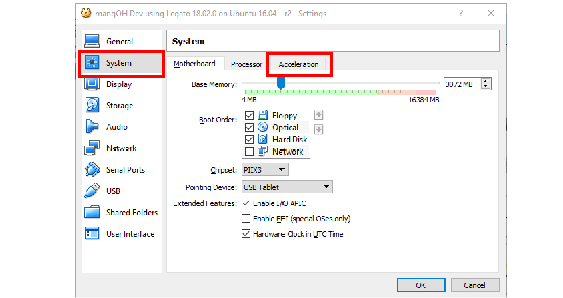 mangOH Dev using Legato 18.02.0 on Ubuntu 16.04 - r2 - Settings
General
System
Display
Storage
Audio
Network
Serial Ports
USB
Shared Folders
User Interface
System
Motherboard Processor Acceleration
Base Memory: 3072 MB
4 MB 16384 MB
Boot Order: Floppy
Optical
Hard Disk
Network
Chipset: PIIX3
Pointing Device: USB Tablet
Extended Features: Enable I/O APIC
Enable EFI (special OSes only)
Hardware Clock in UTC Time
OK Cancel